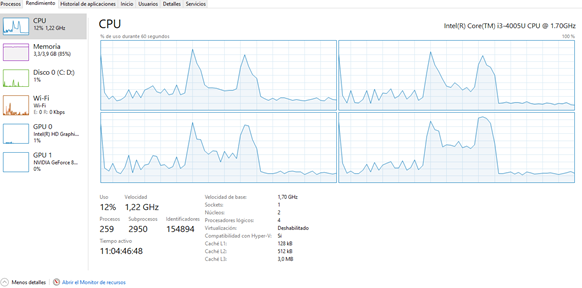 Procesos Rendimiento Historial de aplicaciones Inicio Usuarios Detalles Servicios
CPU
12% 1,22 GHz
Memoria
3,3/3,9 GB (85%)
Disco 0 (C: D:)
1%
Wi-Fi
Wi-Fi
E: 0 R: 0 Kbps
GPU 0
Intel(R) HD Graphi...
1%
GPU 1
NVIDIA GeForce 8...
0%
CPU
Intel(R) Core(TM) i3-4005U CPU @ 1.70GHz
% de uso durante 60 segundos
100 %
Uso
Velocidad
12%
1,22 GHz
Procesos
Subprocesos
Identificadores
259
2950
154894
Tiempo activo
11:04:46:48
Velocidad de base: 1,70 GHz
Sockets: 1
Núcleos: 2
Procesadores lógicos: 4
Virtualización: Deshabilitado
Compatibilidad con Hyper-V: Sí
Caché L1: 128 kB
Caché L2: 512 kB
Caché L3: 3,0 MB
Menos detalles
Abrir el Monitor de recursos